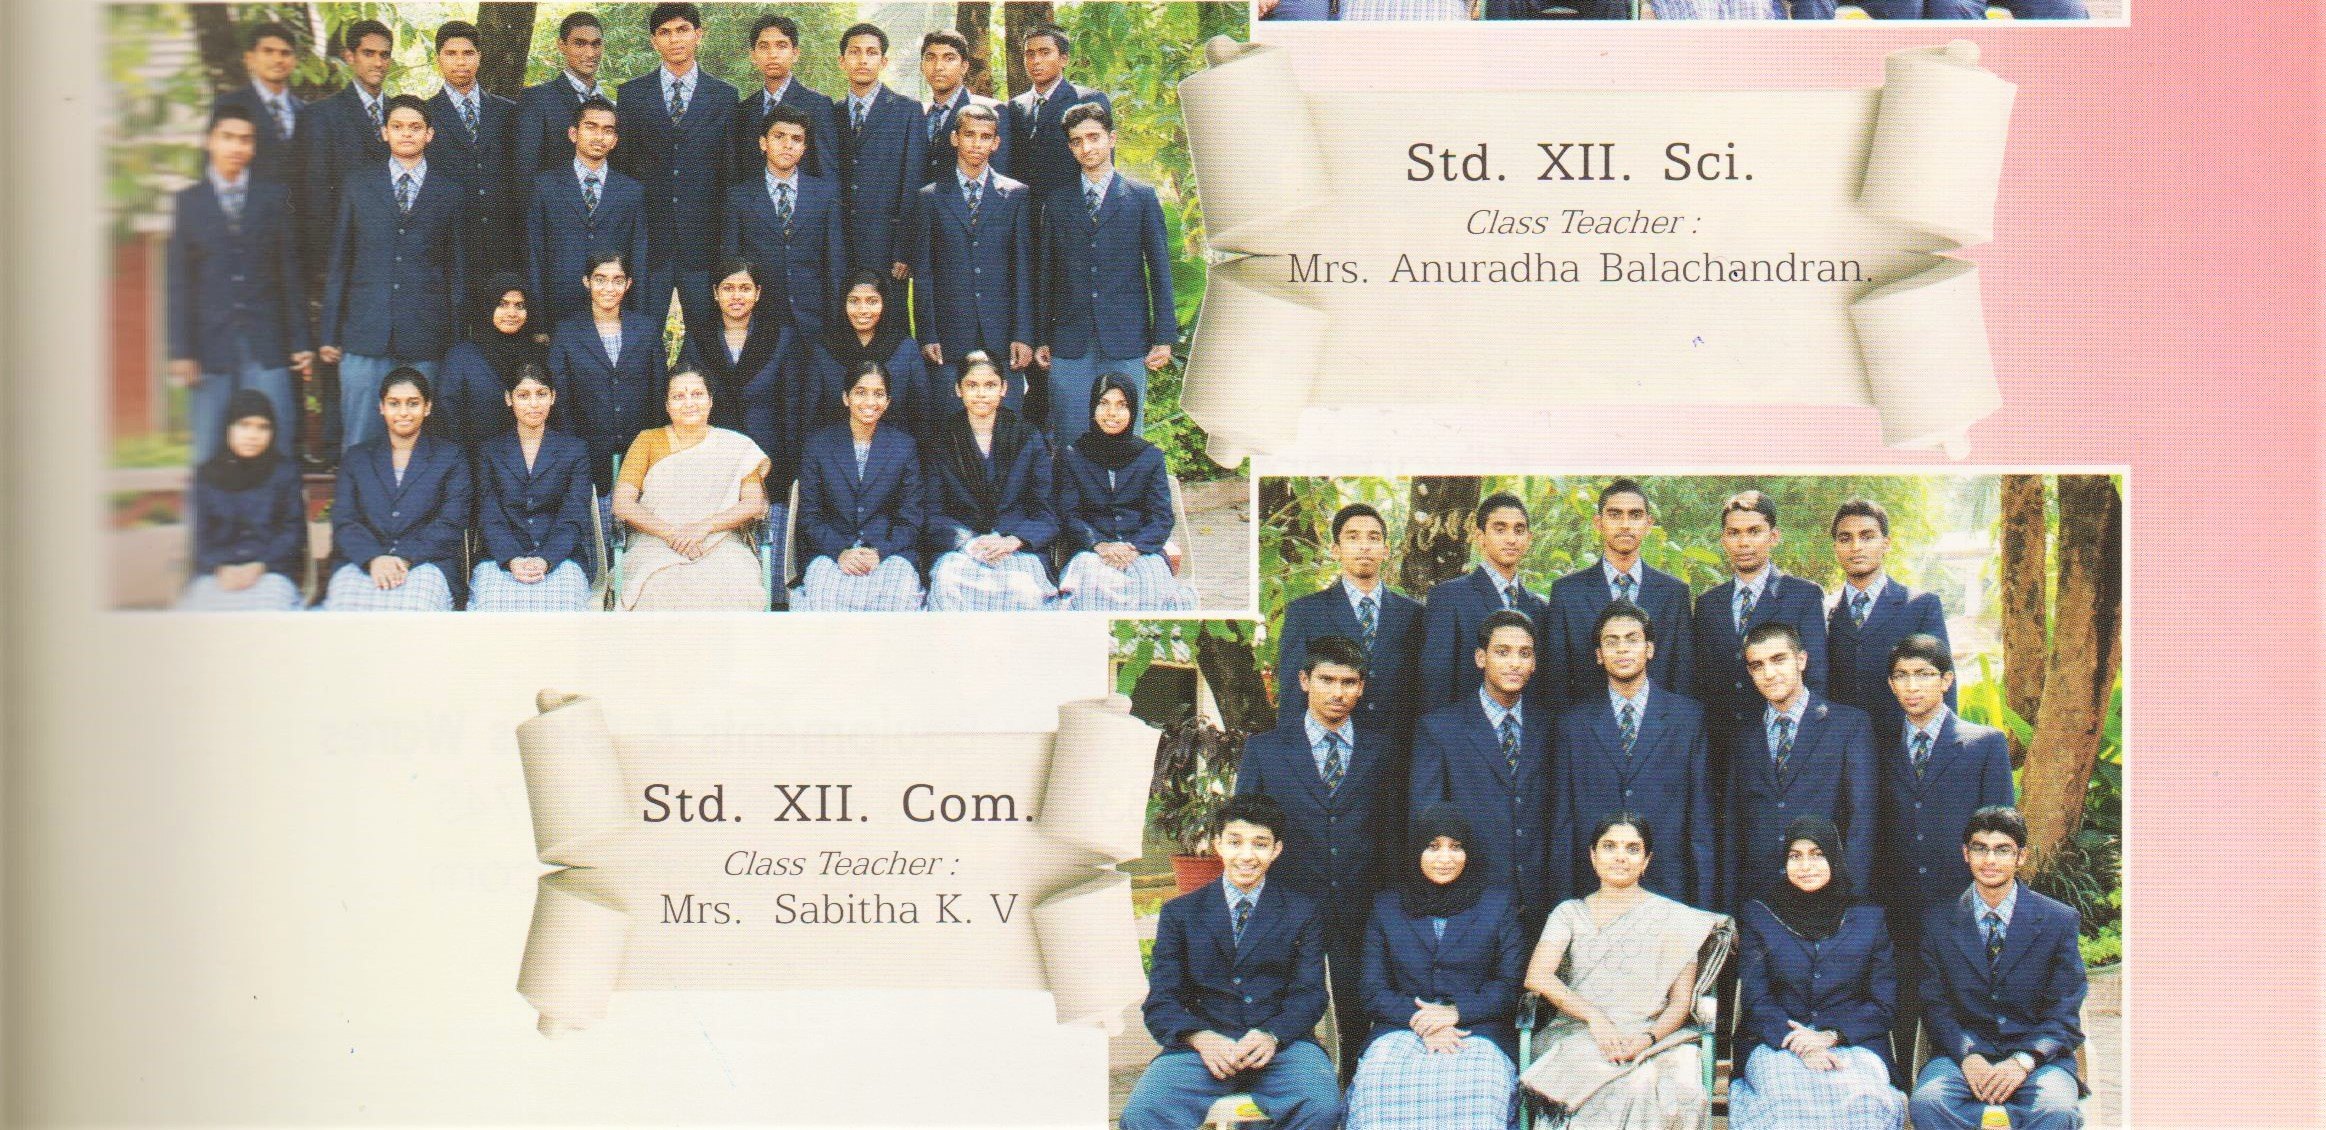 Std. XII. Sci.
Class Teacher :
Mrs. Anuradha Balachandran.
Std. XII. Com.
Class Teacher :
Mrs. Sabitha K. V